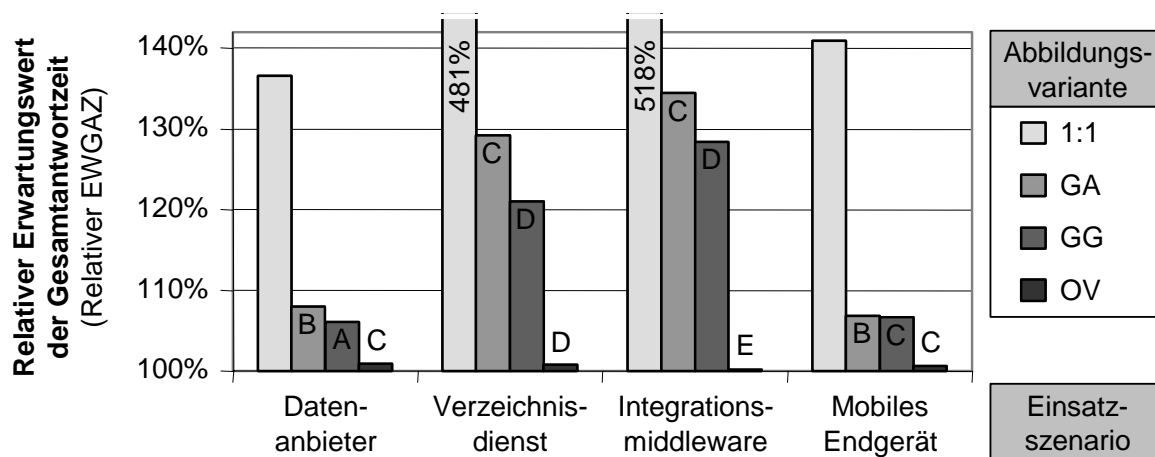 Relativer Erwartungswert
der Gesamtantwortzeit
(Relativer EWGAZ)
140%
130%
120%
110%
100%
481%
518%
B
A
C
C
D
D
C
D
E
B
C
C
Daten-
anbieter
Verzeichnis-
dienst
Integrations-
middleware
Mobiles
Endgerät
Abbildungs-
variante
1:1
GA
GG
OV
Einsatz-
szenario